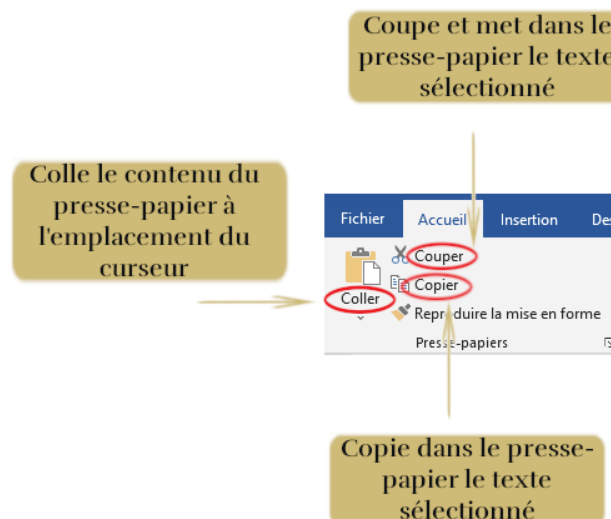 Coupe et met dans le
presse-papier le texte
sélectionné
Colle le contenu du
presse-papier à
l'emplacement du
curseur
Fichier Accueil Insertion Des
Couper
Copier
Coller
Reproduire la mise en forme
Presse-papiers
Copie dans le presse-
papier le texte
sélectionné